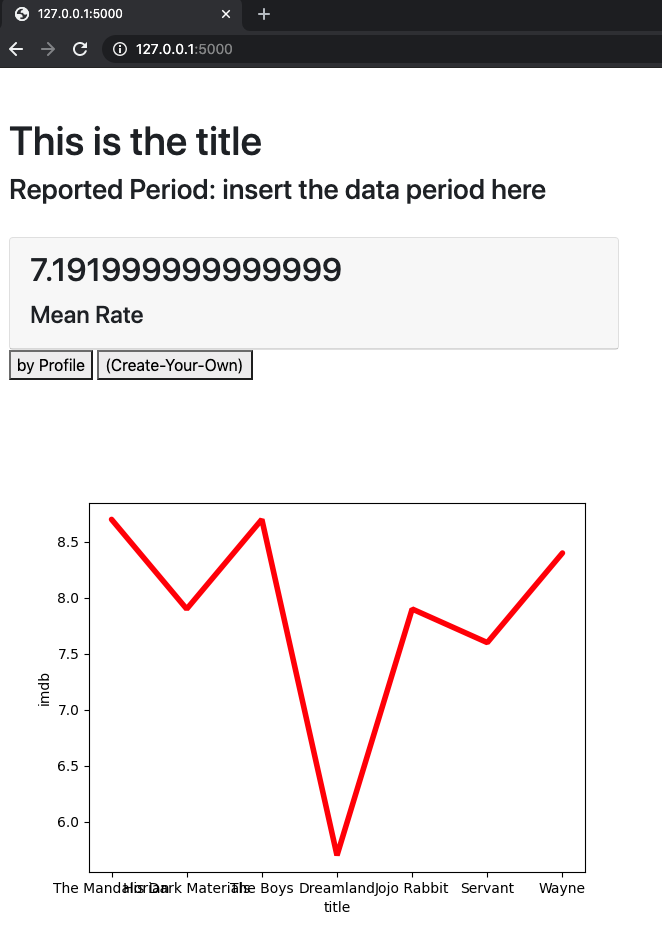 127.0.0.1:5000
127.0.0.1:5000
This is the title
Reported Period: insert the data period here
7.191999999999999
Mean Rate
by Profile (Create-Your-Own)
8.5
8.0
7.5
7.0
6.5
6.0
imdb
The Mandalorian His Dark Materials The Boys Dreamland Jojo Rabbit Servant Wayne
title